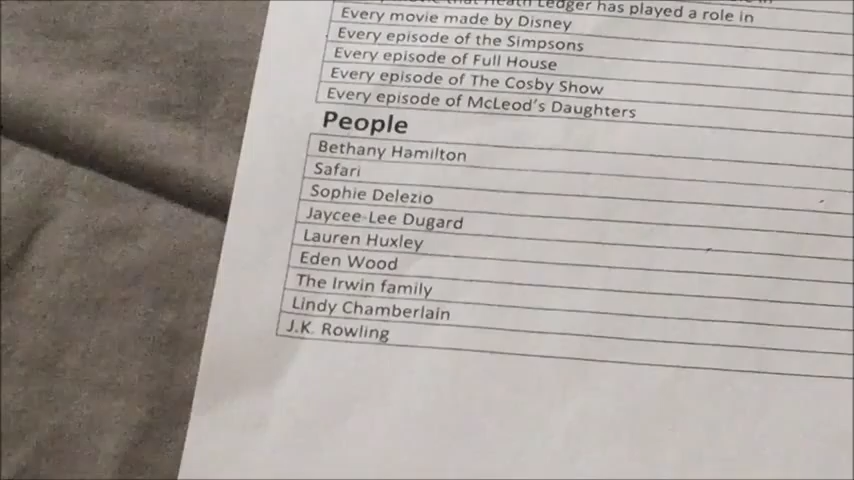 that Heath Ledger has played a role in
Every movie made by Disney
Every episode of the Simpsons
Every episode of Full House
Every episode of The Cosby Show
Every episode of McLeod's Daughters
People
Bethany Hamilton
Safari
Sophie Delezio
Jaycee Lee Dugard
Lauren Huxley
Eden Wood
The Irwin family
Lindy Chamberlain
J.K. Rowling